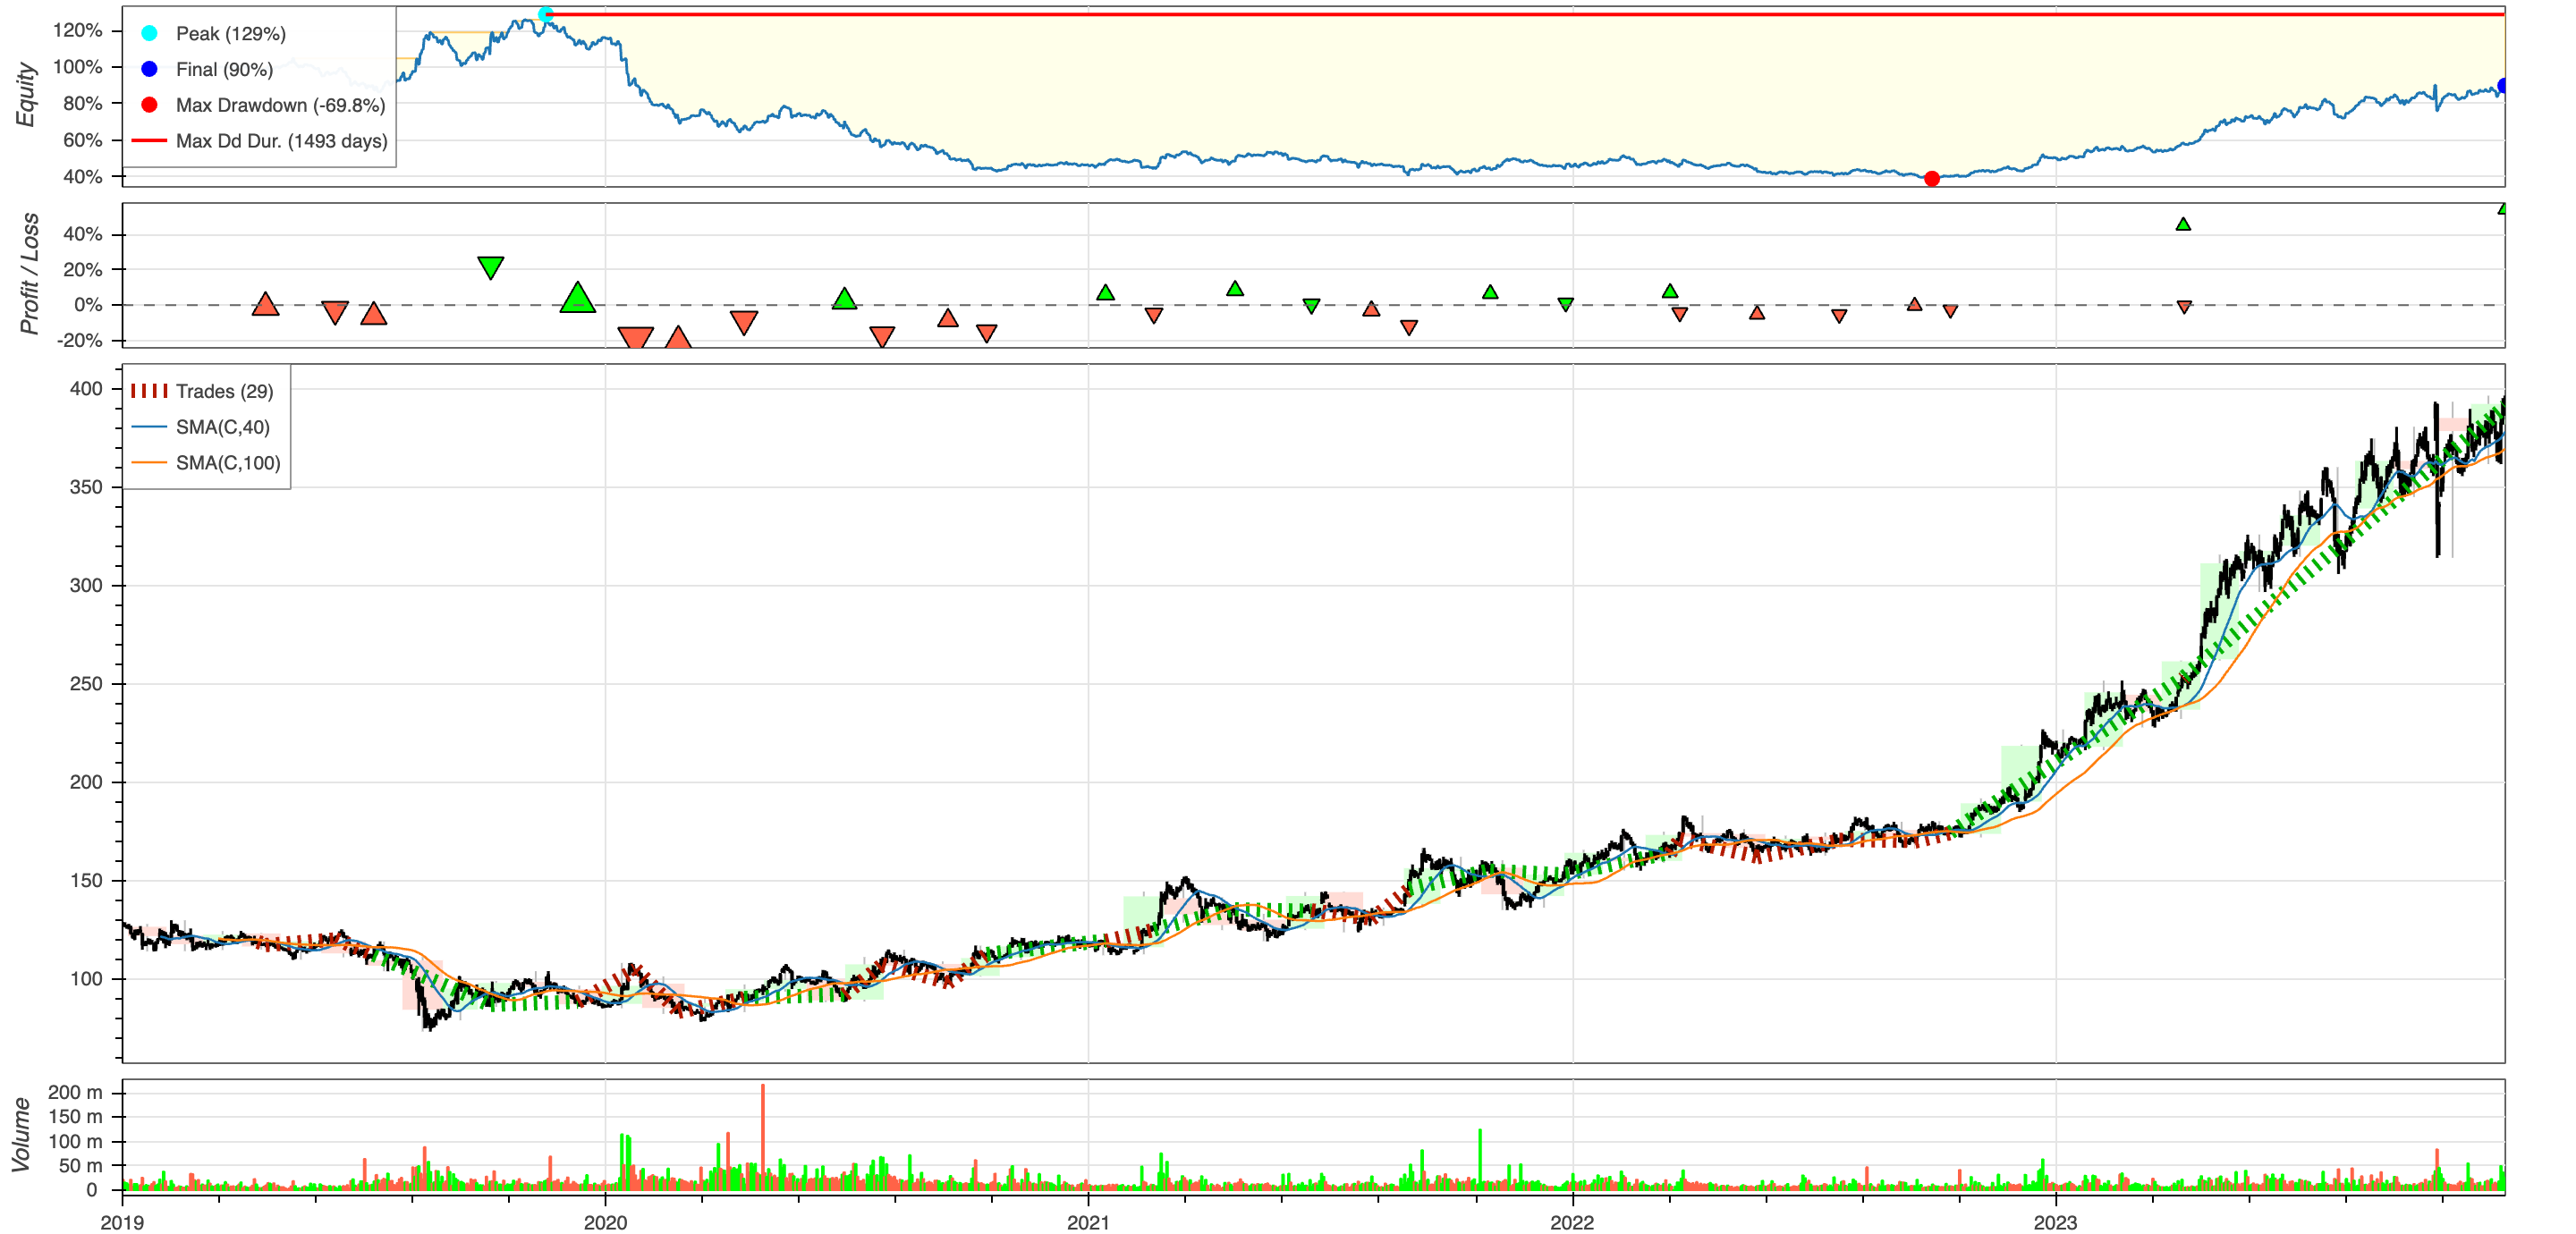 Equity
120%
100%
80%
60%
40%
Peak (129%)
Final (90%)
Max Drawdown (-69.8%)
Max Dd Dur. (1493 days)
Profit / Loss
40%
20%
0%
-20%
400
350
300
250
200
150
100
Trades (29)
SMA(C,40)
SMA(C,100)
Volume
200 m
150 m
100 m
50 m
0
2019 2020 2021 2022 2023